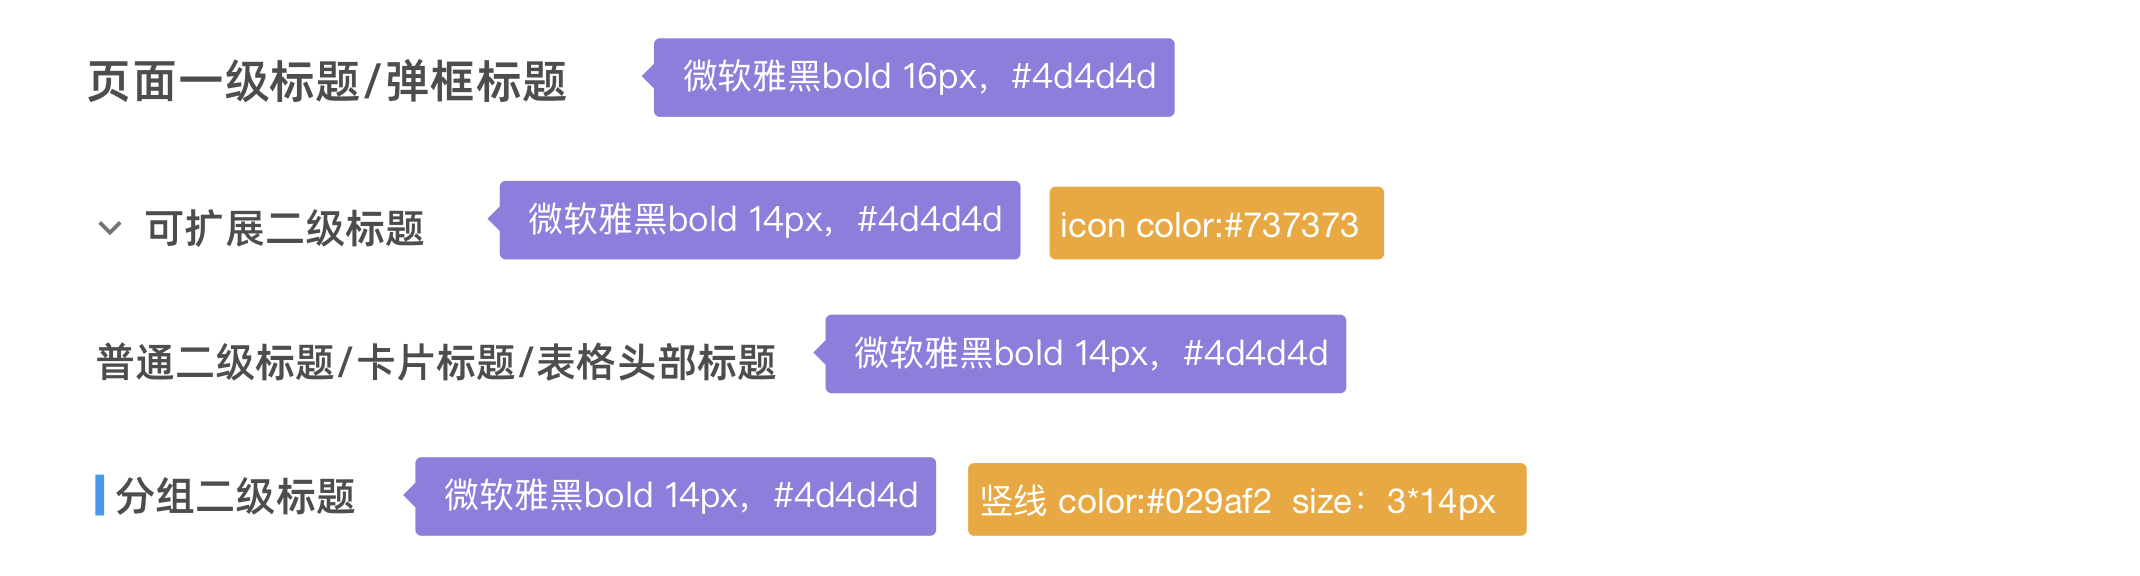 页面一级标题/弹框标题 微软雅黑bold 16px，#4d4d4d
可扩展二级标题 微软雅黑bold 14px，#4d4d4d icon color:#737373
普通二级标题/卡片标题/表格头部标题 微软雅黑bold 14px，#4d4d4d
分组二级标题 微软雅黑bold 14px，#4d4d4d 竖线 color:#029af2 size：3*14px